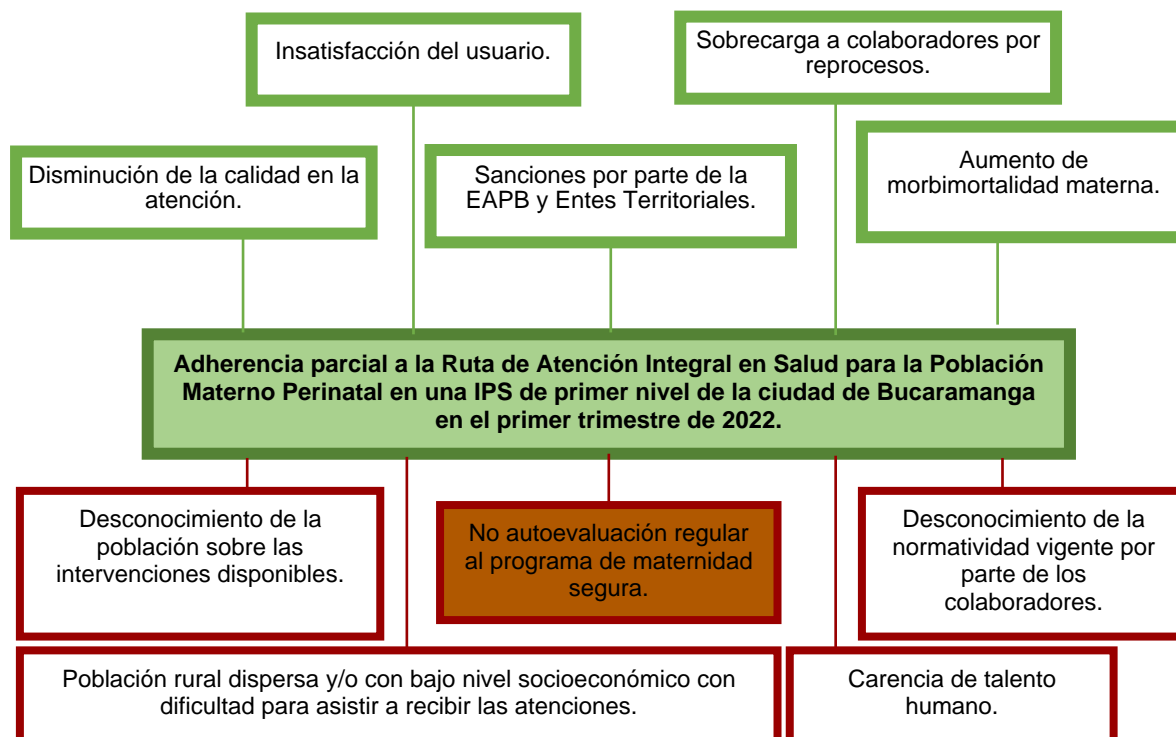 Insatisfacción del usuario.
Sobrecarga a colaboradores por
reprocesos.
Disminución de la calidad en la
atención.
Sanciones por parte de la
EAPB y Entes Territoriales.
Aumento de
morbimortalidad materna.
Adherencia parcial a la Ruta de Atención Integral en Salud para la Población
Materno Perinatal en una IPS de primer nivel de la ciudad de Bucaramanga
en el primer trimestre de 2022.
Desconocimiento de la
población sobre las
intervenciones disponibles.
No autoevaluación regular
al programa de maternidad
segura.
Desconocimiento de la
normatividad vigente por
parte de los
colaboradores.
Población rural dispersa y/o con bajo nivel socioeconómico con
dificultad para asistir a recibir las atenciones.
Carencia de talento
humano.